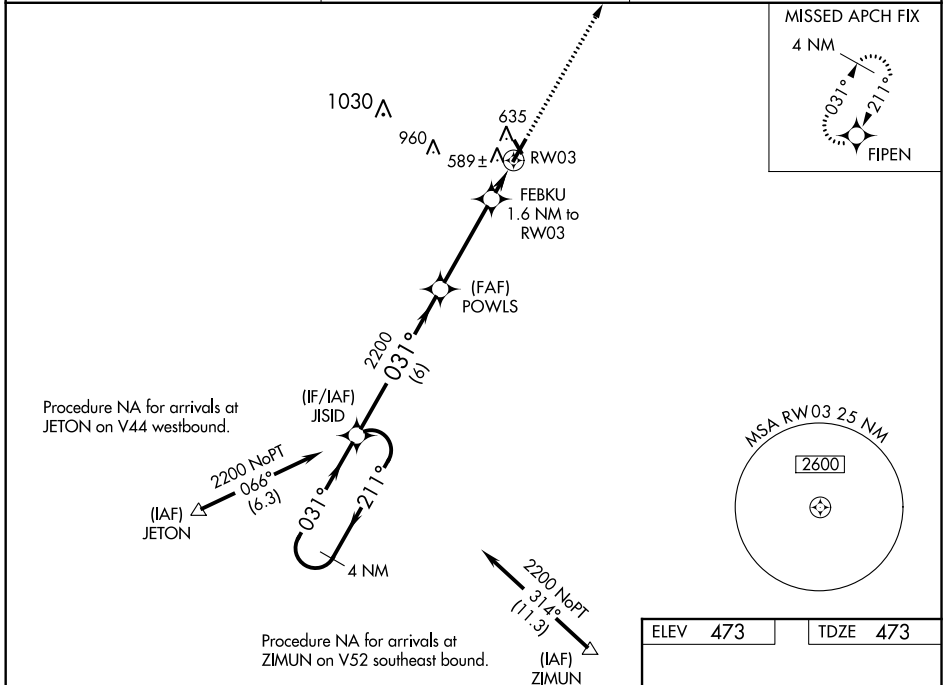 MISSED APCH FIX
4 NM
031°
211°
FIPEN
1030
960
635
589±
RW03
FEBKU
1.6 NM to
RW03
(FAF)
POWLS
2200
031°
(6)
(IF/IAF)
JISID
Procedure NA for arrivals at
JETON on V44 westbound.
2200 NoPT
066°
(6.3)
(IAF)
JETON
031°
211°
4 NM
MSA RW03 25 NM
2600
2200 NoPT
314°
(11.3)
(IAF)
ZIMUN
Procedure NA for arrivals at
ZIMUN on V52 southeast bound.
ELEV 473
TDZE 473